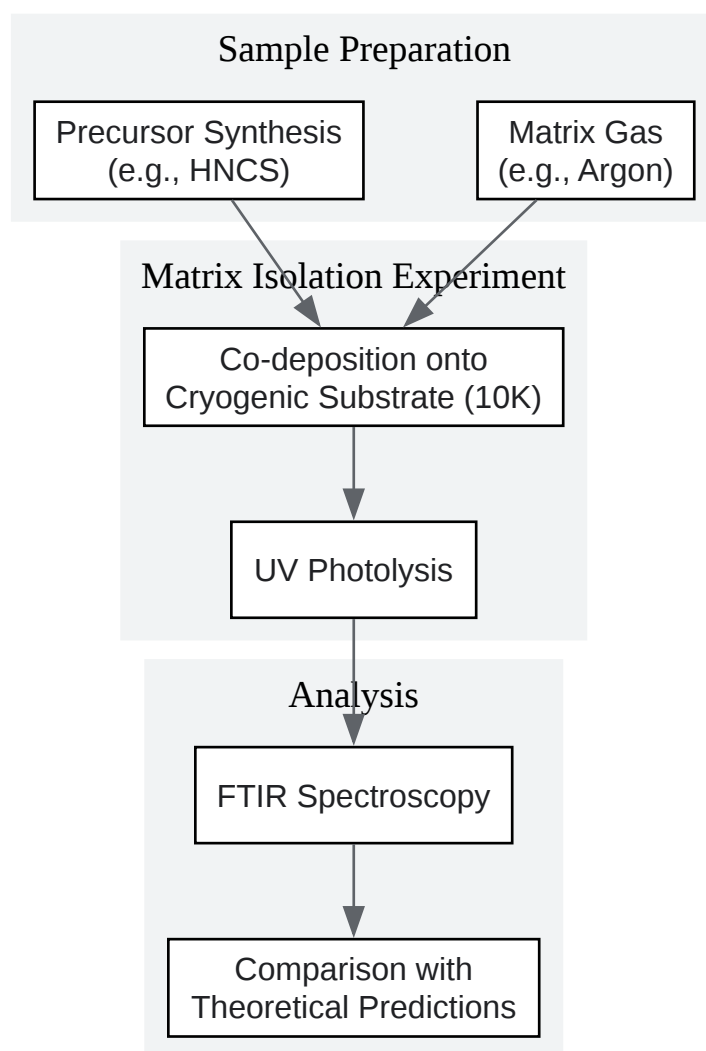 Sample Preparation
Precursor Synthesis
(e.g., HNCS)
Matrix Gas
(e.g., Argon)
Matrix Isolation Experiment
Co-deposition onto
Cryogenic Substrate (10K)
UV Photolysis
Analysis
FTIR Spectroscopy
Comparison with
Theoretical Predictions